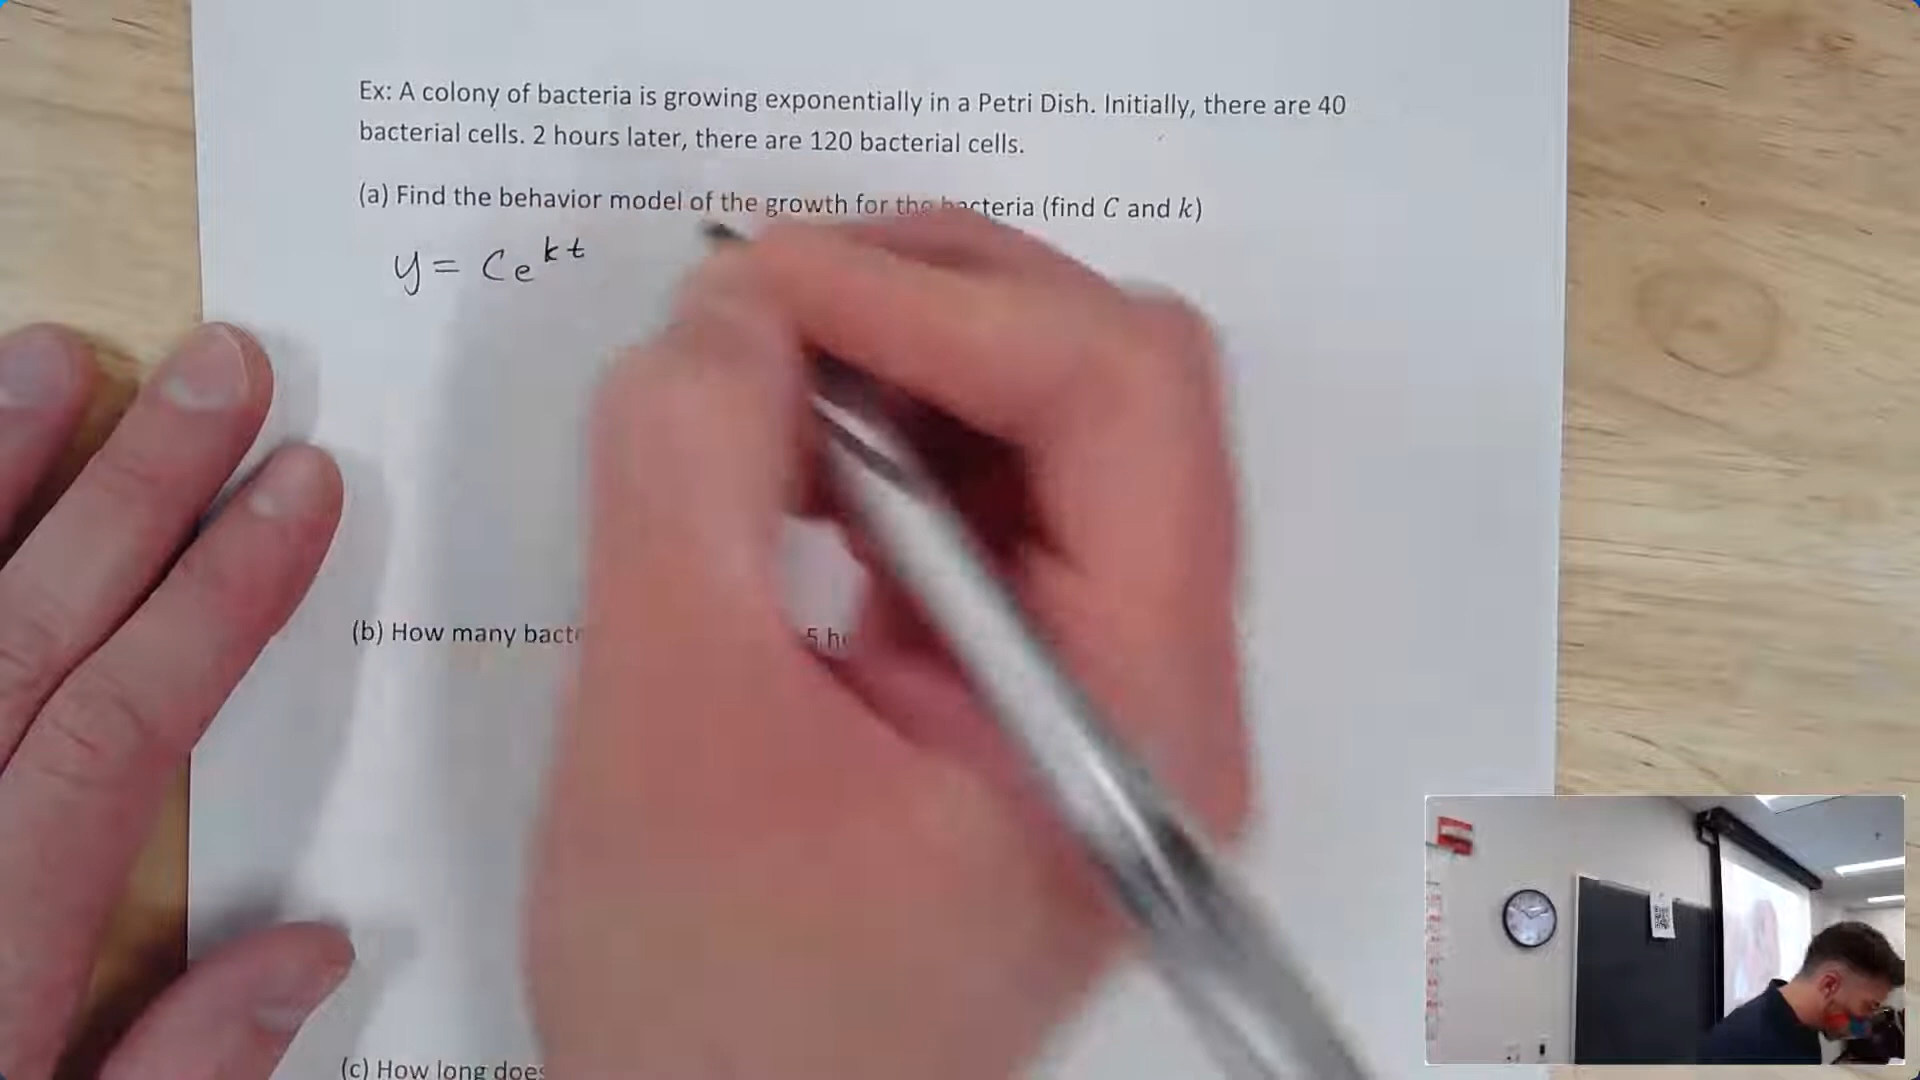 Ex: A colony of bacteria is growing exponentially in a Petri Dish. Initially, there are 40
bacterial cells. 2 hours later, there are 120 bacterial cells.
(a) Find the behavior model of the growth for the bacteria (find C and k)
y = Ce^kt
(b) How many 5
(c) How long does